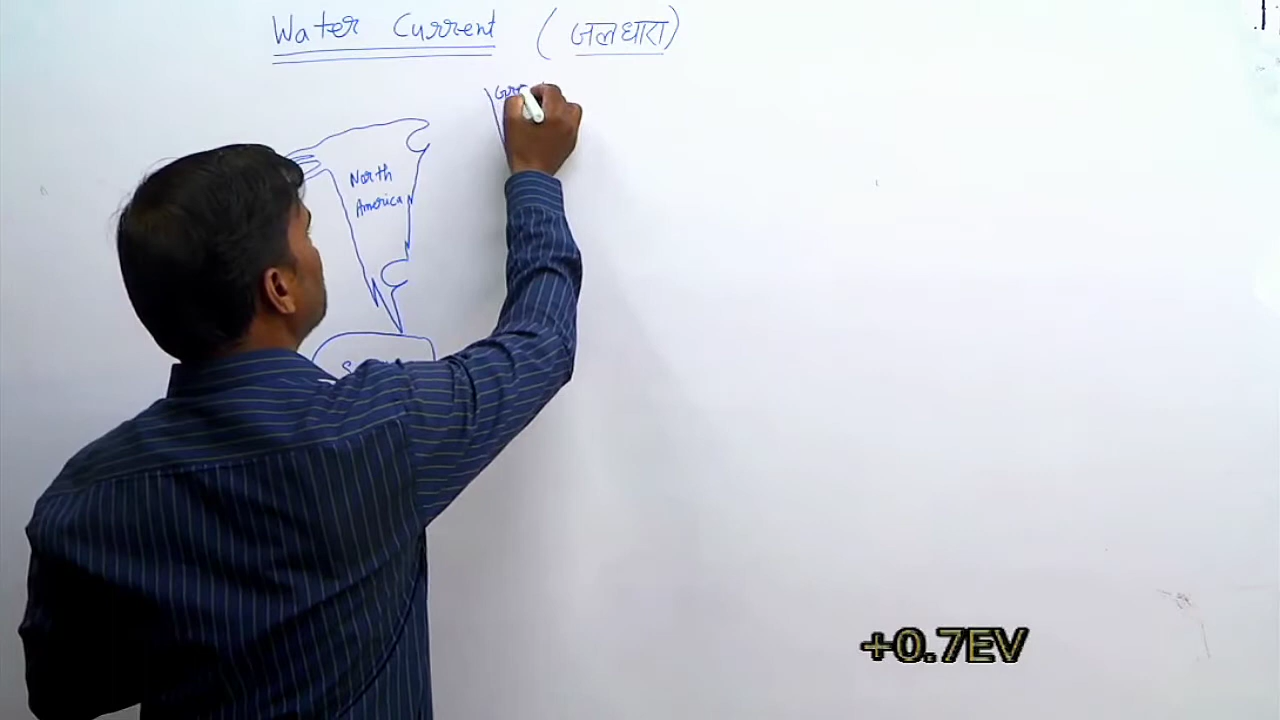 Water Current (जलधारा)
North
America
+0.7EV